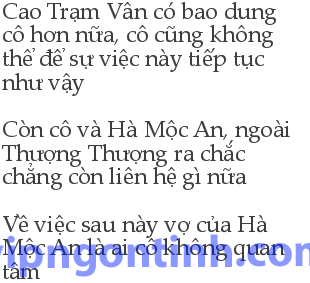 Cao Trạm Vân có bao dung
cô hơn nữa, cô cũng không
thể để sự việc này tiếp tục
như vậy
Còn cô và Hà Mộc An, ngoài
Thượng Thượng ra chắc
chẳng còn liên hệ gì nữa
Về việc sau này vợ của Hà
Mộc An là ai cô không quan
tâm
vipngontinh.com